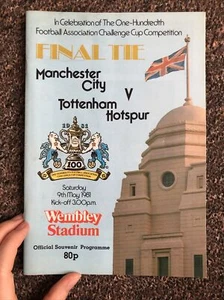 In Celebration of The One-Hundredth
Football Association Challenge Cup Competition
FINAL TIE
Manchester
City
V
Tottenham
Hotspur
100
Saturday
9th May 1981
Kick-off 3.00p.m.
Wembley
Stadium
Official Souvenir Programme
80p